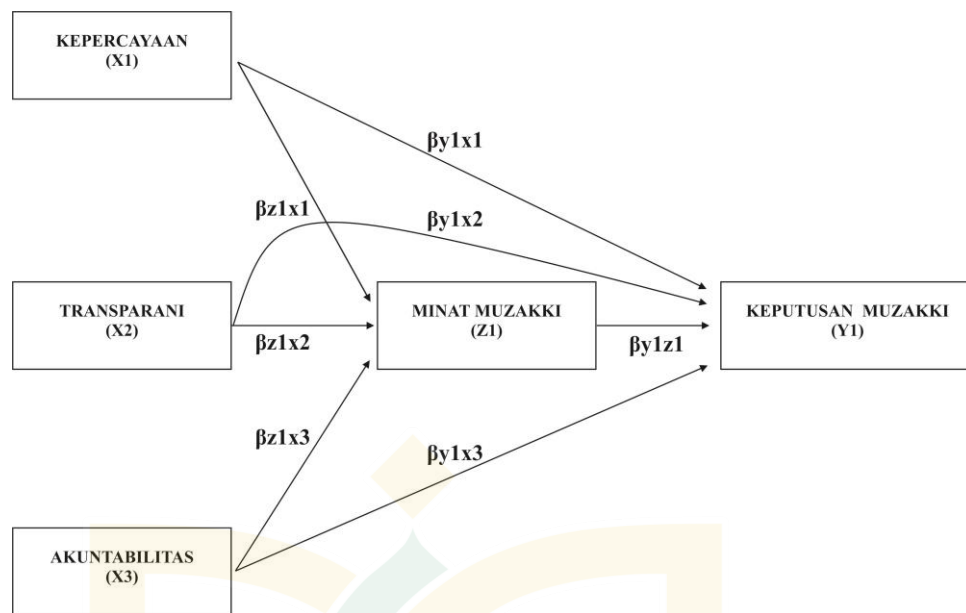 KEPERCAYAAN
(X1)
βy1x1
βz1x1
βy1x2
TRANSPARANI
(X2)
MINAT MUZAKKI
(Z1)
KEPUTUSAN MUZAKKI
(Y1)
βz1x2
βy1z1
βz1x3
βy1x3
AKUNTABILITAS
(X3)